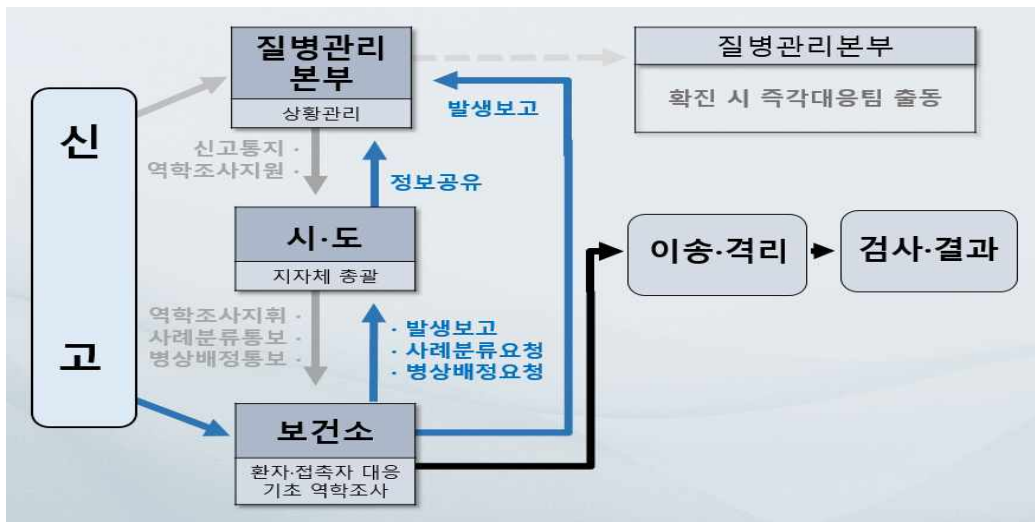 신
고
질병관리
본부
상황관리
질병관리본부
확진 시 즉각대응팀 출동
발생보고
신고통지 ·
역학조사지원 ·
정보공유
시·도
지자체 총괄
이송·격리
검사·결과
역학조사지휘 ·
사례분류통보 ·
병상배정통보 ·
· 발생보고
· 사례분류요청
· 병상배정요청
보건소
환자·접촉자 대응
기초 역학조사